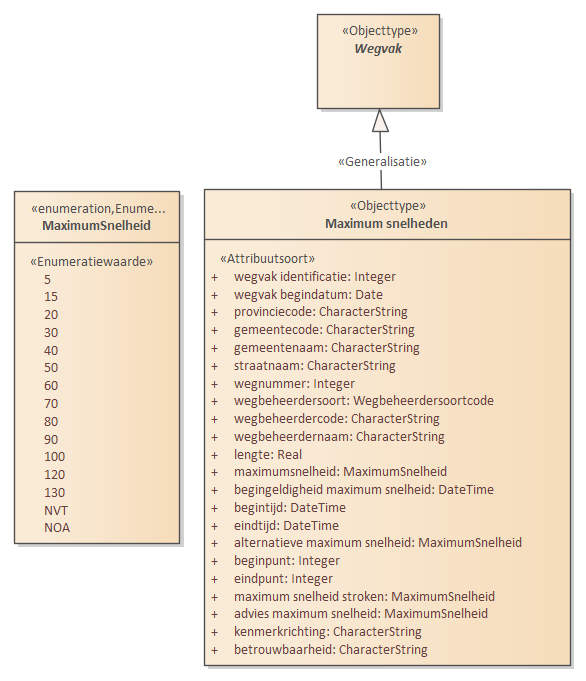 «Objecttype»
Wegvak
«Generalisatie»
«enumeration,Enume...
MaximumSnelheid
«Enumeratiewaarde»
5
15
20
30
40
50
60
70
80
90
100
120
130
NVT
NOA
«Objecttype»
Maximum snelheden
«Attribuutsoort»
+ wegvak identificatie: Integer
+ wegvak begindatum: Date
+ provinciecode: CharacterString
+ gemeentecode: CharacterString
+ gemeentenaam: CharacterString
+ straatnaam: CharacterString
+ wegnummer: Integer
+ wegbeheerdersoort: Wegbeheerdersoortcode
+ wegbeheerdercode: CharacterString
+ wegbeheerdernaam: CharacterString
+ lengte: Real
+ maximumsnelheid: MaximumSnelheid
+ begingeldigheid maximum snelheid: DateTime
+ begintijd: DateTime
+ eindtijd: DateTime
+ alternatieve maximum snelheid: MaximumSnelheid
+ beginpunt: Integer
+ eindpunt: Integer
+ maximum snelheid stroken: MaximumSnelheid
+ advies maximum snelheid: MaximumSnelheid
+ kenmerkrichting: CharacterString
+ betrouwbaarheid: CharacterString